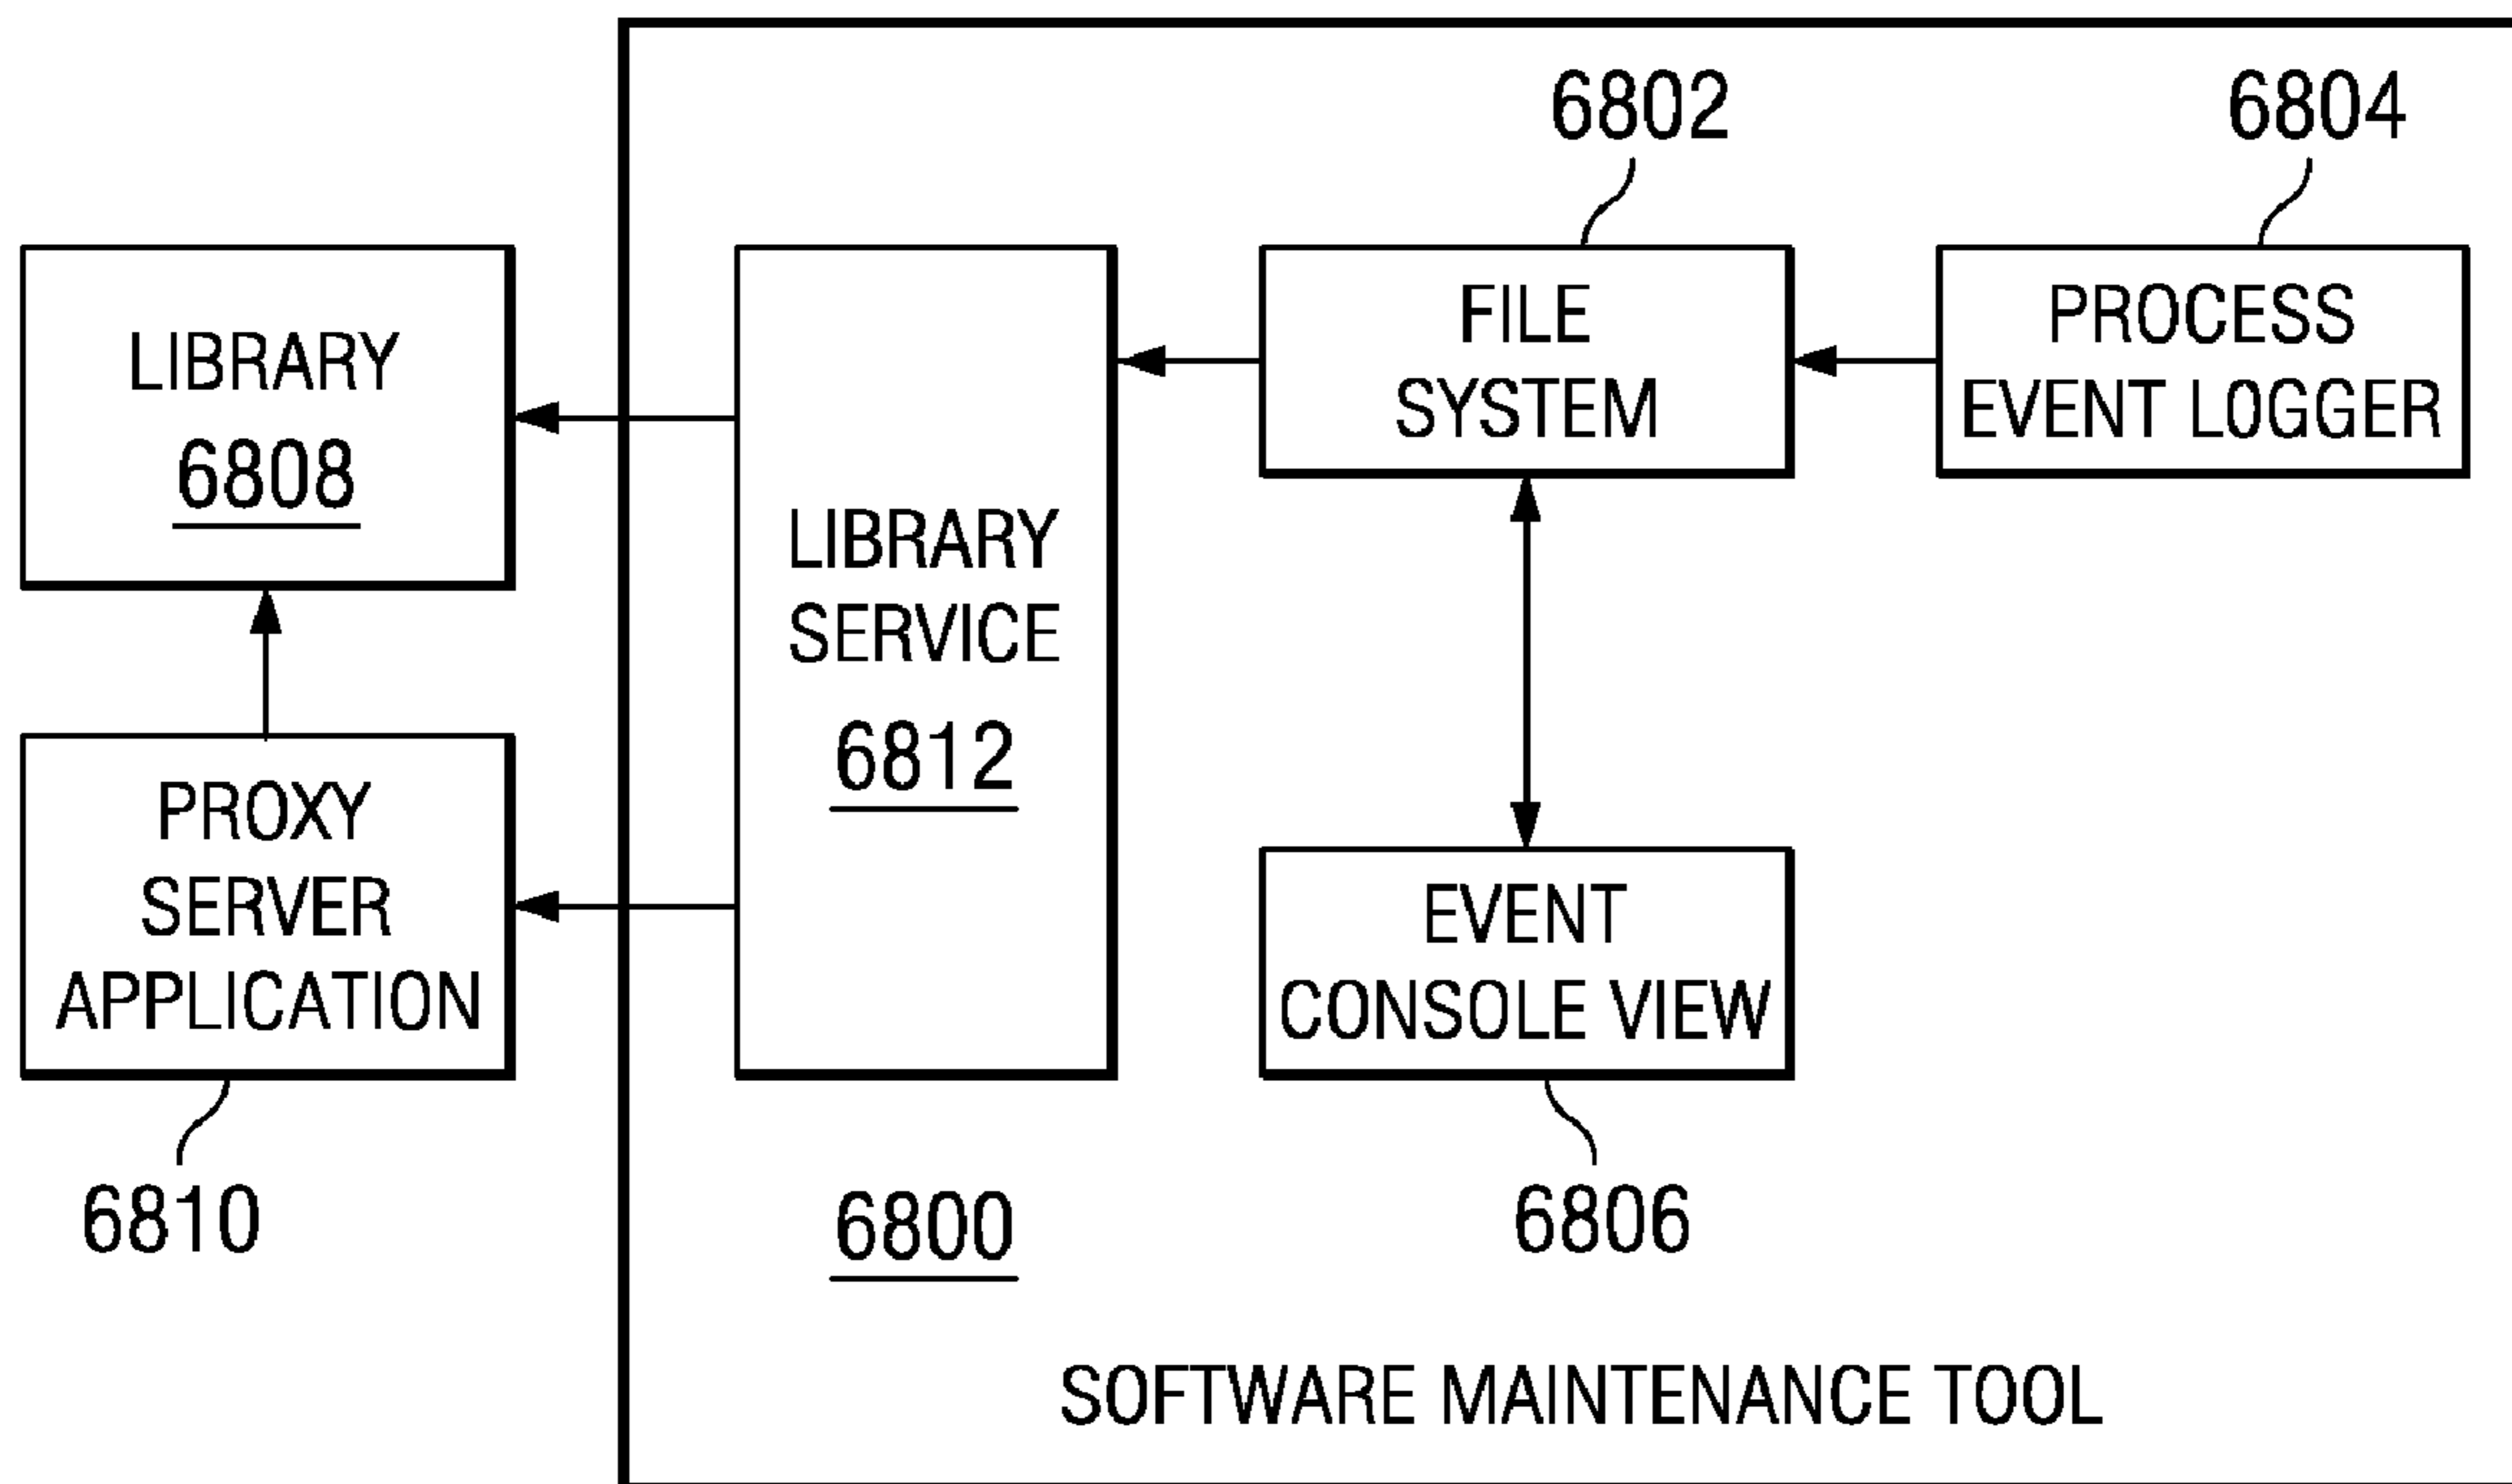 6802
6804
LIBRARY
6808
LIBRARY
SERVICE
6812
FILE
SYSTEM
PROCESS
EVENT LOGGER
PROXY
SERVER
APPLICATION
6810
EVENT
CONSOLE VIEW
6806
6800
SOFTWARE MAINTENANCE TOOL